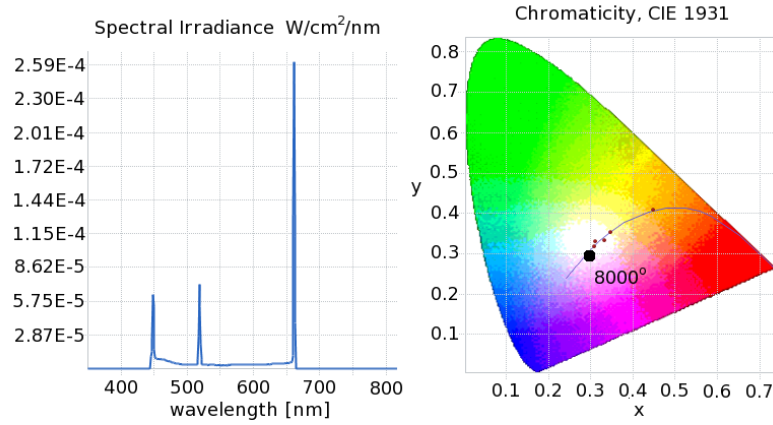 Spectral Irradiance W/cm²/nm
2.59E-4
2.30E-4
2.01E-4
1.72E-4
1.44E-4
1.15E-4
8.62E-5
5.75E-5
2.87E-5
400 500 600 700 800
wavelength [nm]
Chromaticity, CIE 1931
0.8
0.7
0.6
0.5
y
0.4
0.3
0.2
0.1
8000°
0.1 0.2 0.3 0.4 0.5 0.6 0.7
x